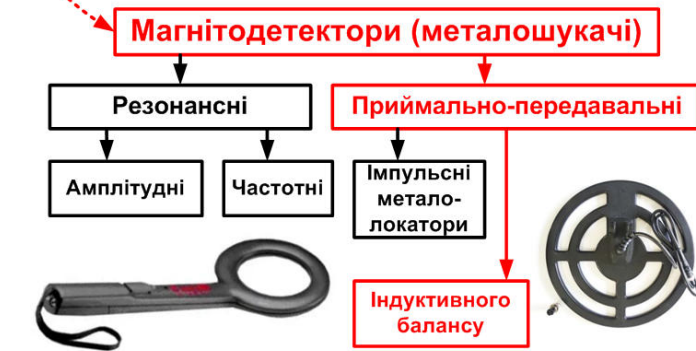 Магнітодетектори (металошукачі)
Резонансні
Приймально-передавальні
Амплітудні
Частотні
Імпульсні
метало-
локатори
Індуктивного
балансу